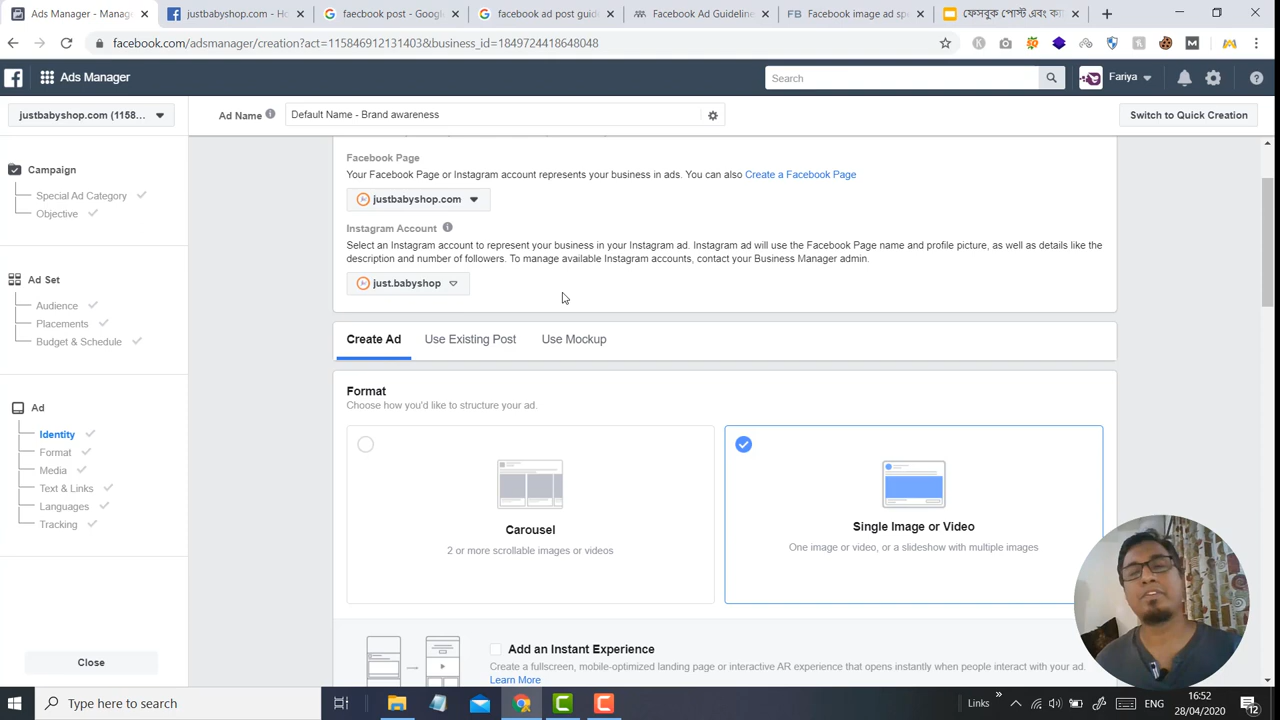 Ads Manager - Manag
justbabyshop.com - Ho
faecbook post - Googl
facebook ad post guid
Facebook Ad Guideline
FB
Facebook image ad spe
ফেসবুক পোস্ট এবং ক্যা
facebook.com/adsmanager/creation?act=1158469121314​03&business_id=1849724418648048
Ads Manager
Search
Fariya
justbabyshop.com (1158...
Ad Name
Default Name - Brand awareness
Switch to Quick Creation
Campaign
Special Ad Category
Objective
Ad Set
Audience
Placements
Budget & Schedule
Ad
Identity
Format
Media
Text & Links
Languages
Tracking
Close
Facebook Page
Your Facebook Page or Instagram account represents your business in ads. You can also Create a Facebook Page
justbabyshop.com
Instagram Account
Select an Instagram account to represent your business in your Instagram ad. Instagram ad will use the Facebook Page name and profile picture, as well as details like the
description and number of followers. To manage available Instagram accounts, contact your Business Manager admin.
just.babyshop
Create Ad Use Existing Post Use Mockup
Format
Choose how you'd like to structure your ad.
Carousel
2 or more scrollable images or videos
Single Image or Video
One image or video, or a slideshow with multiple images
Add an Instant Experience
Create a fullscreen, mobile-optimized landing page or interactive AR experience that opens instantly when people interact with your ad.
Learn More
Type here to search
Links
ENG
16:52
28/04/2020
12